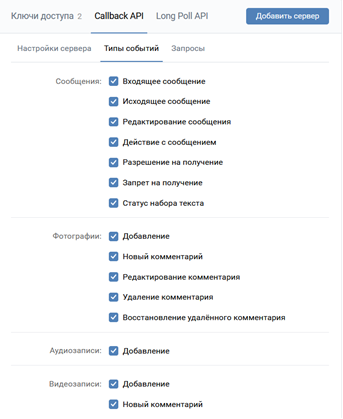 Ключи доступа 2 Callback API Long Poll API Добавить сервер
Настройки сервера Типы событий Запросы
Сообщения: Входящее сообщение
Исходящее сообщение
Редактирование сообщения
Действие с сообщением
Разрешение на получение
Запрет на получение
Статус набора текста
Фотографии: Добавление
Новый комментарий
Редактирование комментария
Удаление комментария
Восстановление удалённого комментария
Аудиозаписи: Добавление
Видеозаписи: Добавление
Новый комментарий